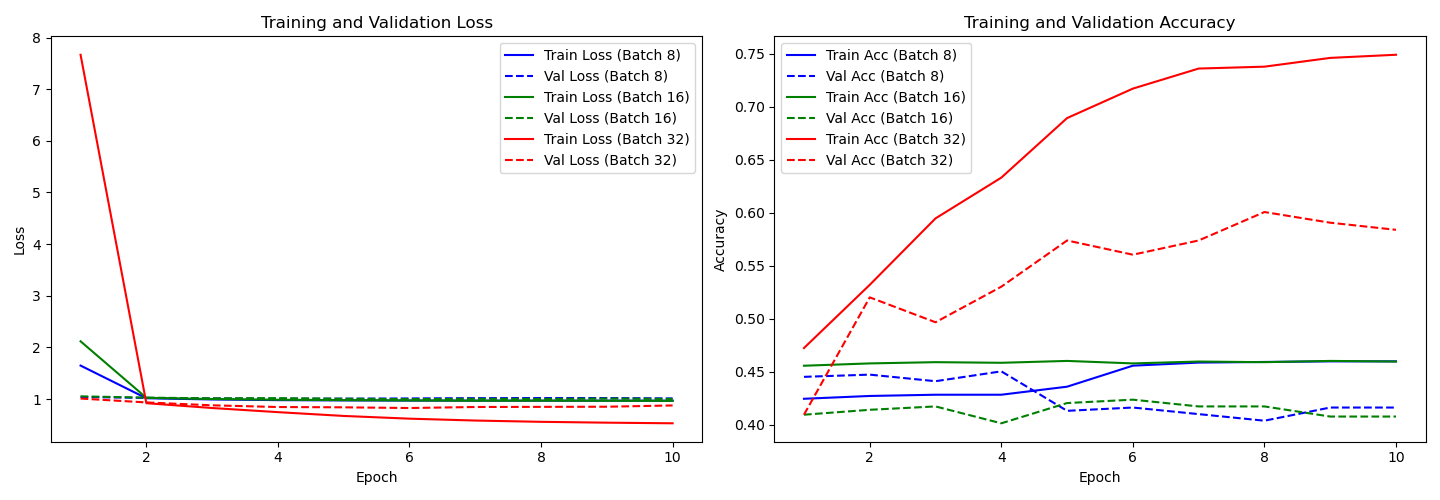 Training and Validation Loss
8
7
6
5
4
3
2
1
Loss
Train Loss (Batch 8)
Val Loss (Batch 8)
Train Loss (Batch 16)
Val Loss (Batch 16)
Train Loss (Batch 32)
Val Loss (Batch 32)
2 4 6 8 10
Epoch
Training and Validation Accuracy
0.75
0.70
0.65
0.60
0.55
0.50
0.45
0.40
Accuracy
Train Acc (Batch 8)
Val Acc (Batch 8)
Train Acc (Batch 16)
Val Acc (Batch 16)
Train Acc (Batch 32)
Val Acc (Batch 32)
2 4 6 8 10
Epoch